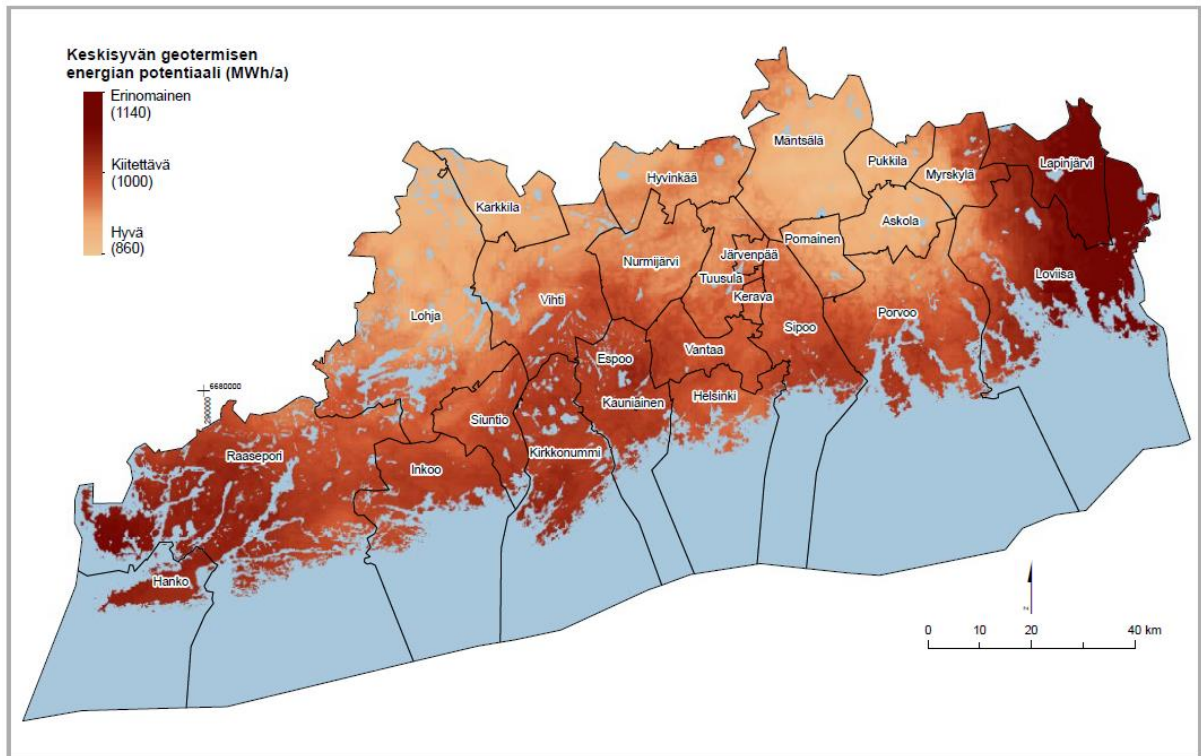 Keskisyvän geotermisen
energian potentiaali (MWh/a)
Erinomainen
(1140)
Kiitettävä
(1000)
Hyvä
(860)
Mäntsälä
Pukkila
Lapinjärvi
Myrskylä
Hyvinkää
Karkkila
Askola
Pornainen
Järvenpää
Nurmijärvi
Tuusula
Loviisa
Kerava
Vihti
Porvoo
Lohja
Sipoo
Vantaa
Espoo
6680000
Helsinki
Kauniainen
Siuntio
Kirkkonummi
Raasepori
Inkoo
Hanko
0 10 20 40 km